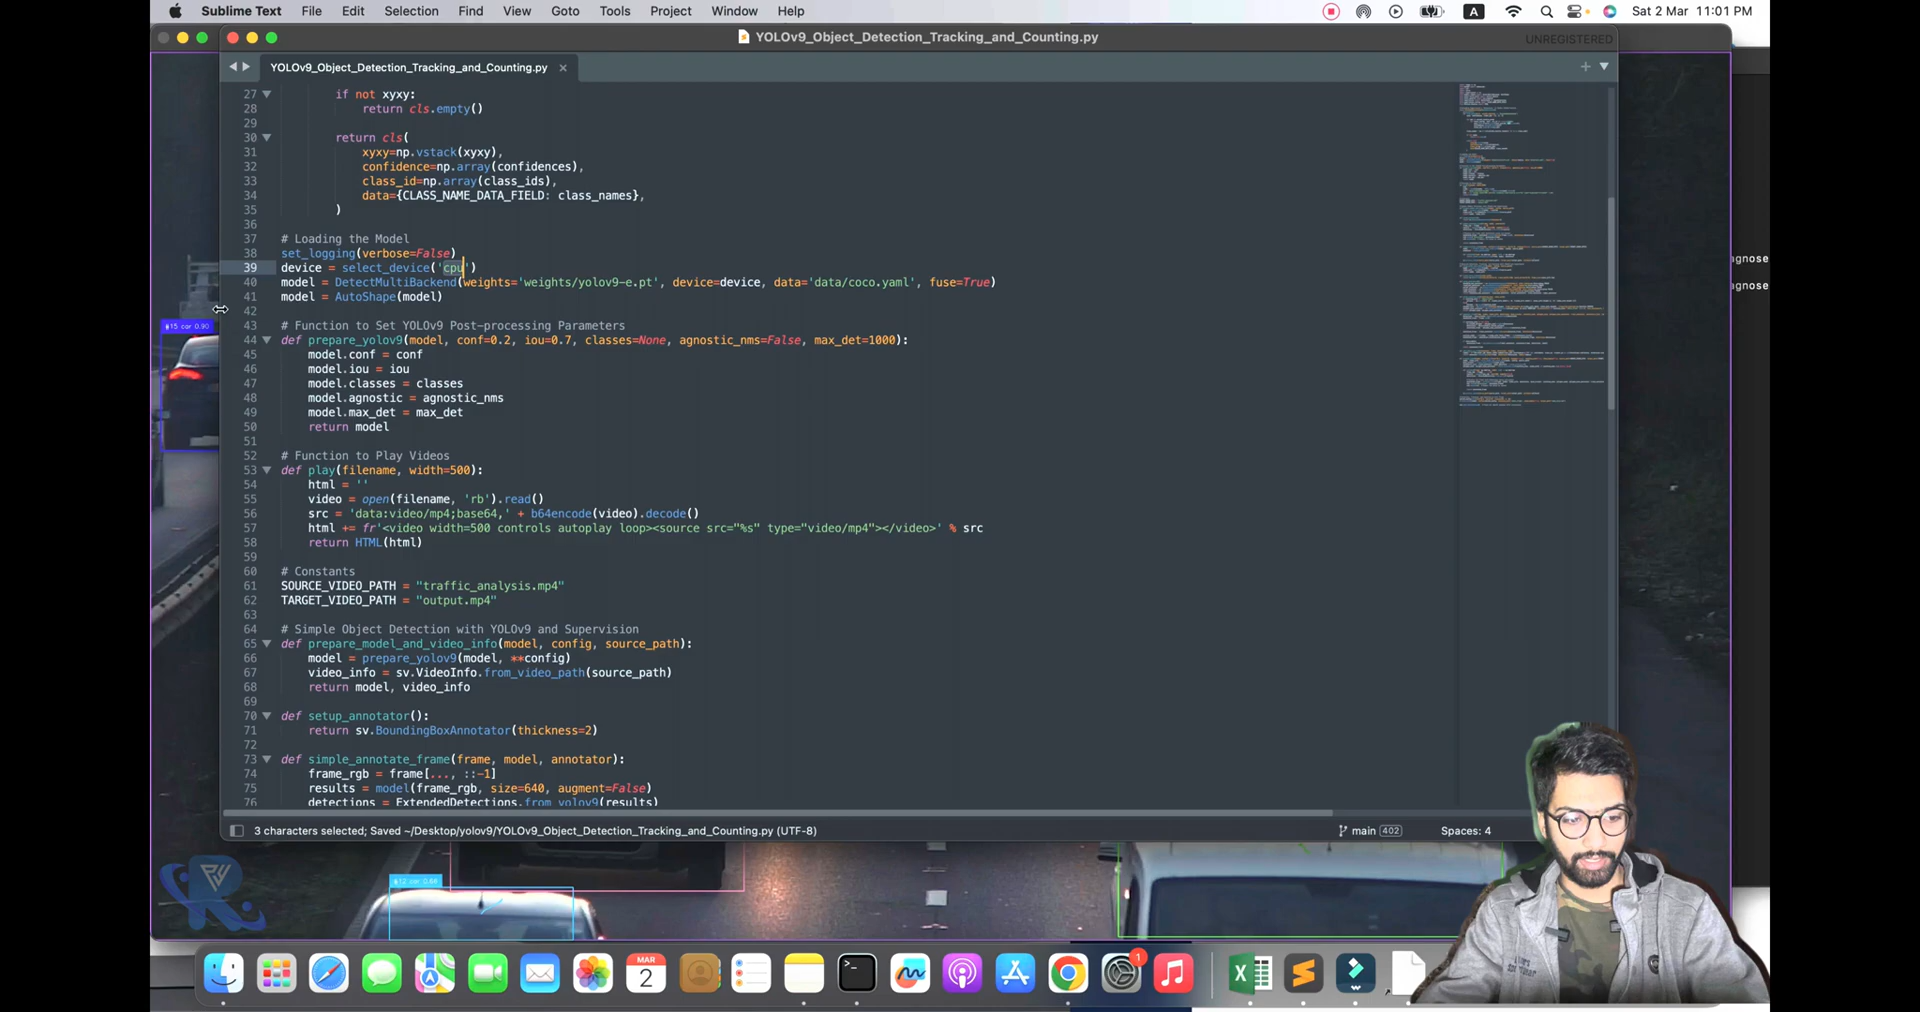 Sublime Text File Edit Selection Find View Goto Tools Project Window Help A Sat 2 Mar 11:01 PM
YOLOv9_Object_Detection_Tracking_and_Counting.py UNREGISTERED
YOLOv9_Object_Detection_Tracking_and_Counting.py
27 if not xyxy:
28 return cls.empty()
29
30 return cls(
31 xyxy=np.vstack(xyxy),
32 confidence=np.array(confidences),
33 class_id=np.array(class_ids),
34 data={CLASS_NAME_DATA_FIELD: class_names},
35 )
36
37 # Loading the Model
38 set_logging(verbose=False)
39 device = select_device('cpu')
40 model = DetectMultiBackend(weights='weights/yolov9-e.pt', device=device, data='data/coco.yaml', fuse=True)
41 model = AutoShape(model)
42
43 # Function to Set YOLOv9 Post-processing Parameters
44 def prepare_yolov9(model, conf=0.2, iou=0.7, classes=None, agnostic_nms=False, max_det=1000):
45 model.conf = conf
46 model.iou = iou
47 model.classes = classes
48 model.agnostic = agnostic_nms
49 model.max_det = max_det
50 return model
51
52 # Function to Play Videos
53 def play(filename, width=500):
54 html = ''
55 video = open(filename, 'rb').read()
56 src = 'data:video/mp4;base64,' + b64encode(video).decode()
57 html += fr'<video width=500 controls autoplay loop><source src="%s" type="video/mp4"></video>' % src
58 return HTML(html)
59
60 # Constants
61 SOURCE_VIDEO_PATH = "traffic_analysis.mp4"
62 TARGET_VIDEO_PATH = "output.mp4"
63
64 # Simple Object Detection with YOLOv9 and Supervision
65 def prepare_model_and_video_info(model, config, source_path):
66 model = prepare_yolov9(model, **config)
67 video_info = sv.VideoInfo.from_video_path(source_path)
68 return model, video_info
69
70 def setup_annotator():
71 return sv.BoundingBoxAnnotator(thickness=2)
72
73 def simple_annotate_frame(frame, model, annotator):
74 frame_rgb = frame[..., ::-1]
75 results = model(frame_rgb, size=640, augment=False)
76 detections = ExtendedDetections.from_yolov9(results)
3 characters selected; Saved ~/Desktop/yolov9/YOLOv9_Object_Detection_Tracking_and_Counting.py (UTF-8) main 402 Spaces: 4
agnose
agnose
#15 car 0.90
#12 car 0.84
MAR
2
1